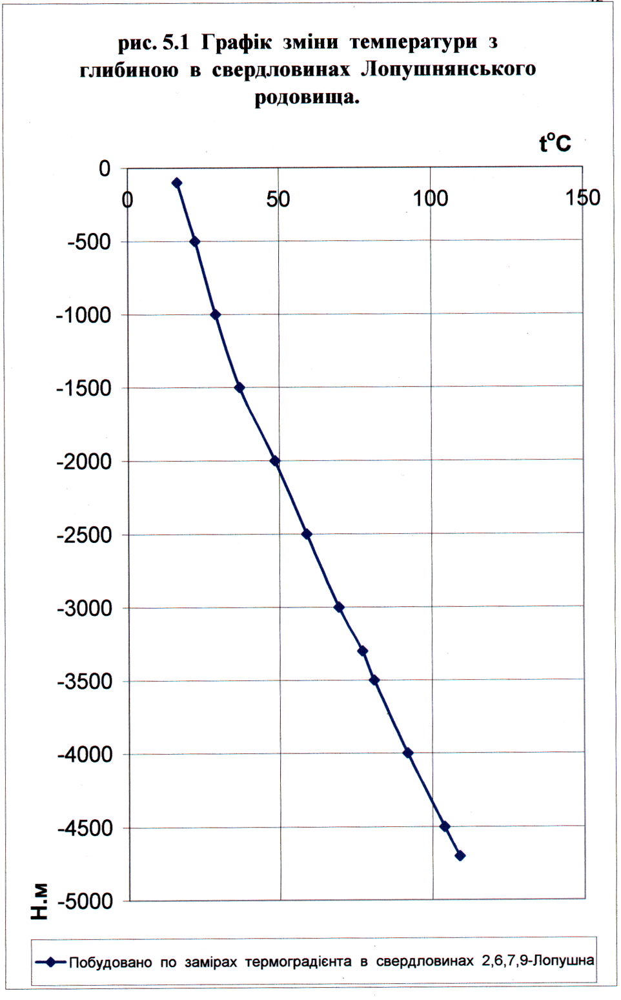 рис. 5.1 Графік зміни температури з
глибиною в свердловинах Лопушнянського
родовища.
t°C
0
0 50 100 150
-500
-1000
-1500
-2000
-2500
-3000
-3500
-4000
-4500
-5000
Н.м
Побудовано по замірах термоградієнта в свердловинах 2,6,7,9-Лопушна